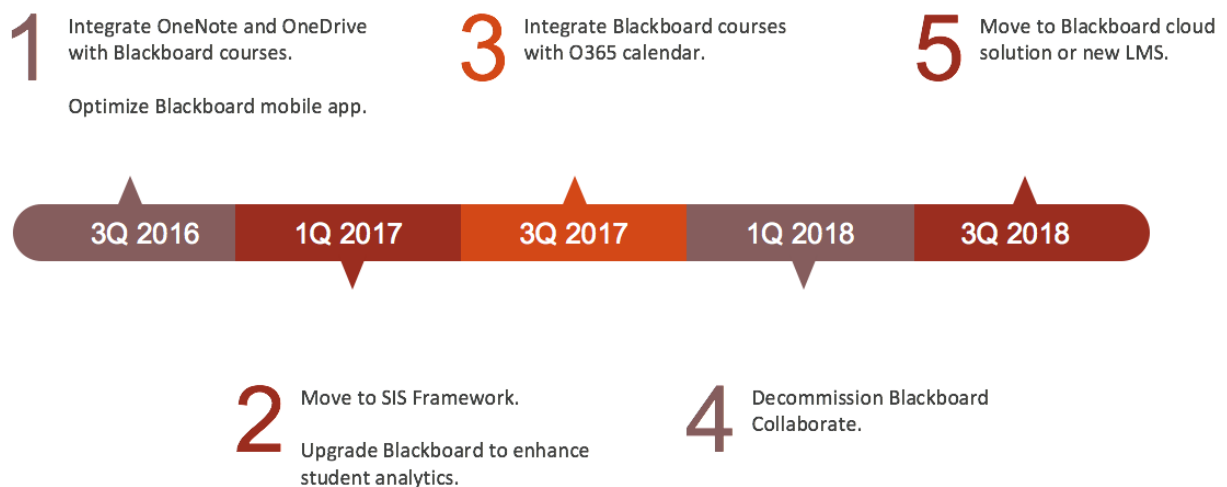 1
Integrate OneNote and OneDrive
with Blackboard courses.
Optimize Blackboard mobile app.
3
Integrate Blackboard courses
with O365 calendar.
5
Move to Blackboard cloud
solution or new LMS.
3Q 2016
1Q 2017
3Q 2017
1Q 2018
3Q 2018
2
Move to SIS Framework.
Upgrade Blackboard to enhance
student analytics.
4
Decommission Blackboard
Collaborate.